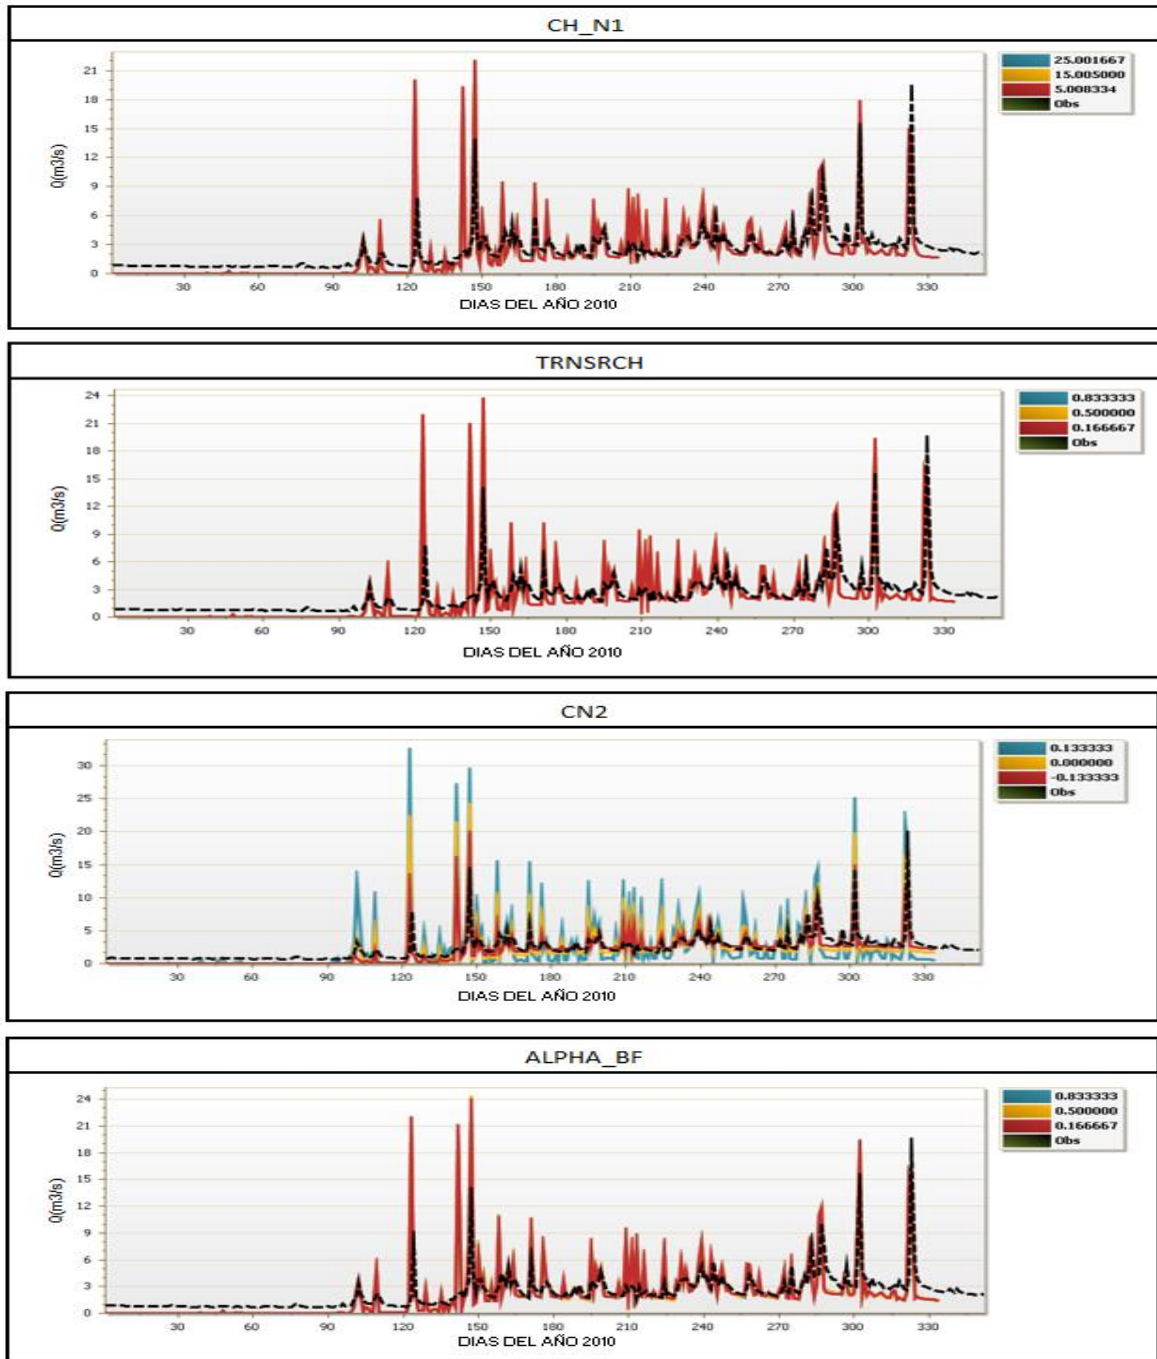 CH_N1
21
18
15
12
9
6
3
0
Q(m3/s)
30 60 90 120 150 180 210 240 270 300 330
DIAS DEL AÑO 2010
25.001667
15.005000
5.008334
Obs
TRNSRCH
24
21
18
15
12
9
6
3
0
Q(m3/s)
30 60 90 120 150 180 210 240 270 300 330
DIAS DEL AÑO 2010
0.833333
0.500000
0.166667
Obs
CN2
30
25
20
15
10
5
0
Q(m3/s)
30 60 90 120 150 180 210 240 270 300 330
DIAS DEL AÑO 2010
0.133333
0.000000
-0.133333
Obs
ALPHA_BF
24
21
18
15
12
9
6
3
0
Q(m3/s)
30 60 90 120 150 180 210 240 270 300 330
DIAS DEL AÑO 2010
0.833333
0.500000
0.166667
Obs